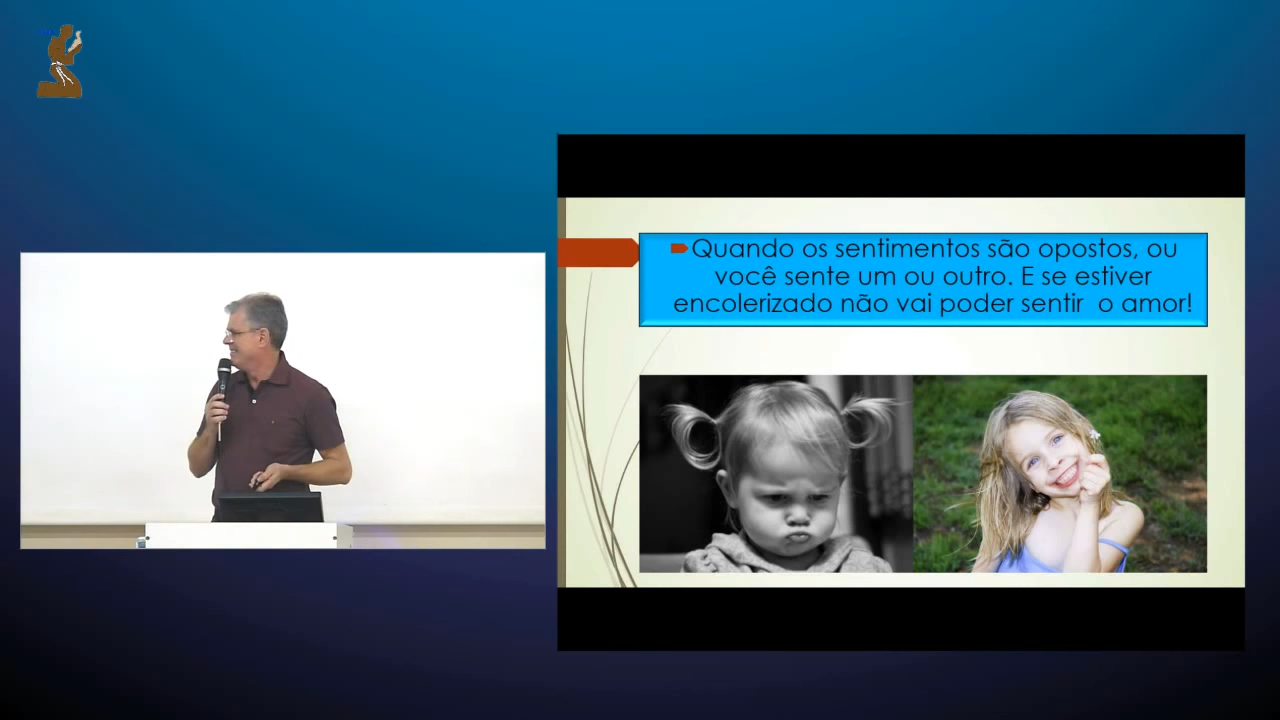 Quando os sentimentos são opostos, ou
você sente um ou outro. E se estiver
encolerizado não vai poder sentir o amor!